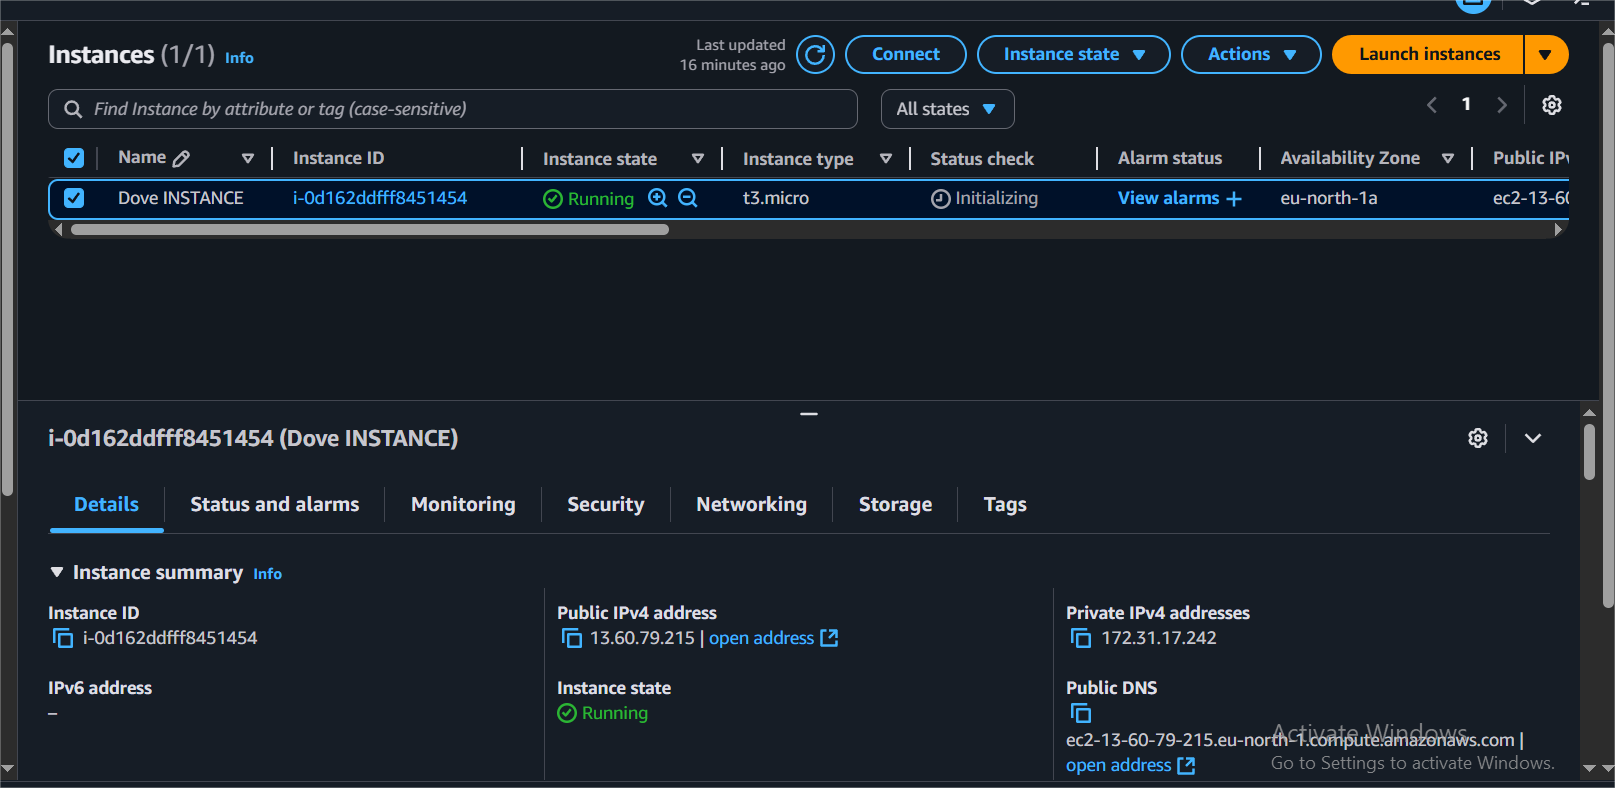 Instances (1/1) Info
Last updated
16 minutes ago
Connect
Instance state
Actions
Launch instances
Find Instance by attribute or tag (case-sensitive)
All states
1
Name Instance ID Instance state Instance type Status check Alarm status Availability Zone Public IPv
Dove INSTANCE i-0d162ddfff8451454 Running t3.micro Initializing View alarms + eu-north-1a ec2-13-60
i-0d162ddfff8451454 (Dove INSTANCE)
Details Status and alarms Monitoring Security Networking Storage Tags
Instance summary Info
Instance ID
i-0d162ddfff8451454
Public IPv4 address
13.60.79.215 | open address
Private IPv4 addresses
172.31.17.242
IPv6 address
–
Instance state
Running
Public DNS
ec2-13-60-79-215.eu-north-1.compute.amazonaws.com |
open address
Activate Windows
Go to Settings to activate Windows.